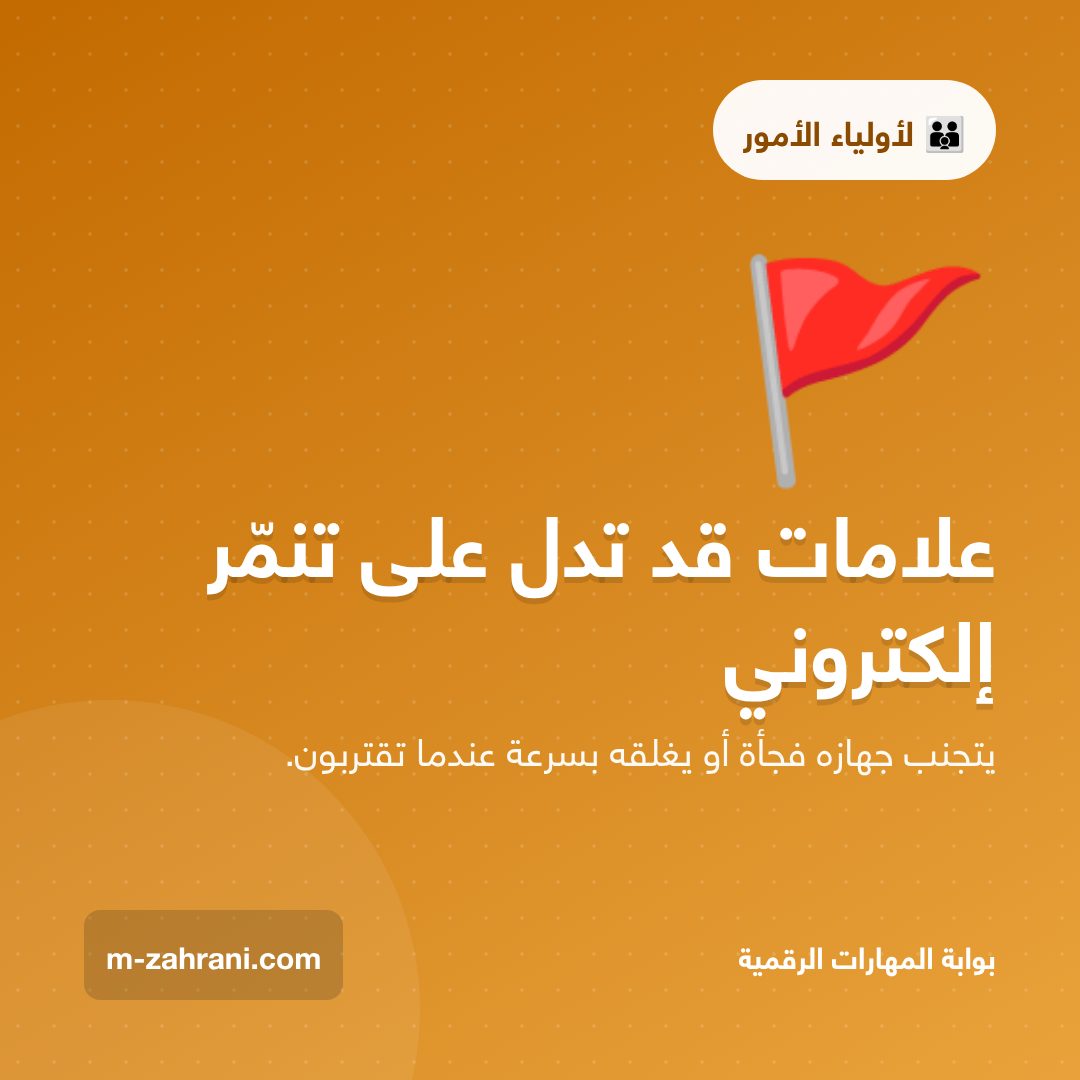 لأولياء الأمور
علامات قد تدل على تنمّر
إلكتروني
يتجنب جهازه فجأة أو يغلقه بسرعة عندما تقتربون.
بوابة المهارات الرقمية
m-zahrani.com